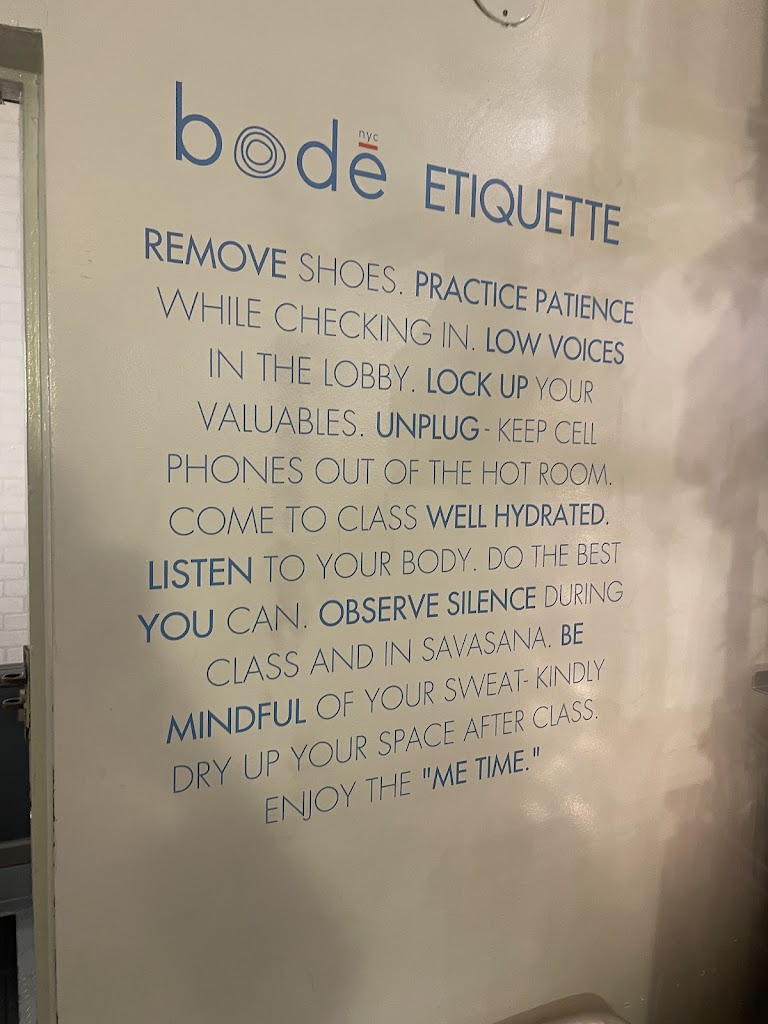 bodē nyc ETIQUETTE
REMOVE SHOES. PRACTICE PATIENCE
WHILE CHECKING IN. LOW VOICES
IN THE LOBBY. LOCK UP YOUR
VALUABLES. UNPLUG - KEEP CELL
PHONES OUT OF THE HOT ROOM.
COME TO CLASS WELL HYDRATED.
LISTEN TO YOUR BODY. DO THE BEST
YOU CAN. OBSERVE SILENCE DURING
CLASS AND IN SAVASANA. BE
MINDFUL OF YOUR SWEAT- KINDLY
DRY UP YOUR SPACE AFTER CLASS.
ENJOY THE "ME TIME."